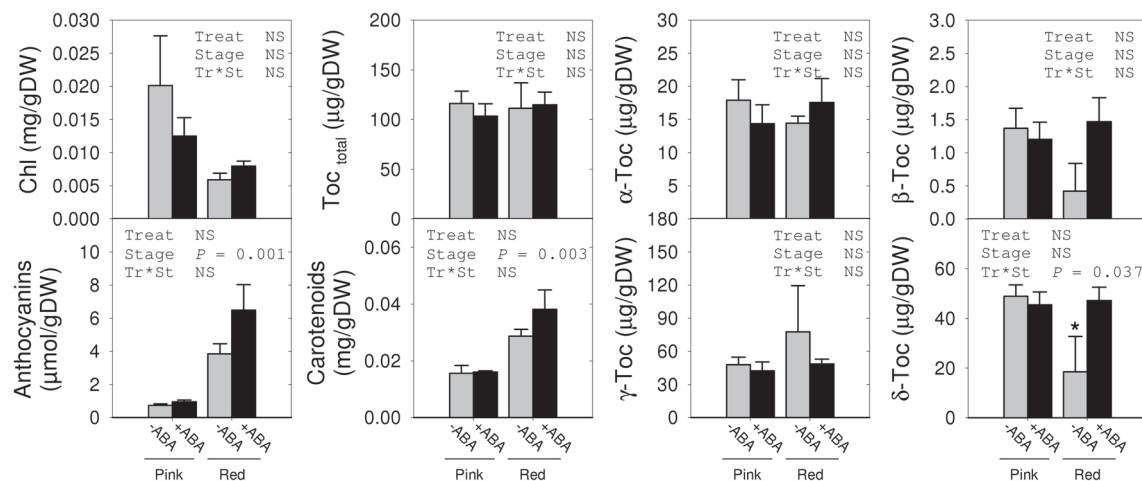 Chl (mg/gDW)
0.030
0.025
0.020
0.015
0.010
0.005
0.000
Treat NS
Stage NS
Tr*St NS
Toc total (µg/gDW)
200
150
100
50
0
Treat NS
Stage NS
Tr*St NS
α-Toc (µg/gDW)
30
25
20
15
10
5
Treat NS
Stage NS
Tr*St NS
β-Toc (µg/gDW)
3.0
2.5
2.0
1.5
1.0
0.5
0.0
Treat NS
Stage NS
Tr*St NS
Anthocyanins
(µmol/gDW)
10
8
6
4
2
0
Treat NS
Stage P = 0.001
Tr*St NS
-ABA
+ABA
-ABA
+ABA
Pink
Red
Carotenoids
(mg/gDW)
0.06
0.04
0.02
0.00
Treat NS
Stage P = 0.003
Tr*St NS
-ABA
+ABA
-ABA
+ABA
Pink
Red
γ-Toc (µg/gDW)
180
150
120
90
60
30
0
Treat NS
Stage NS
Tr*St NS
-ABA
+ABA
-ABA
+ABA
Pink
Red
δ-Toc (µg/gDW)
60
40
20
0
Treat NS
Stage NS
Tr*St P = 0.037
*
-ABA
+ABA
-ABA
+ABA
Pink
Red